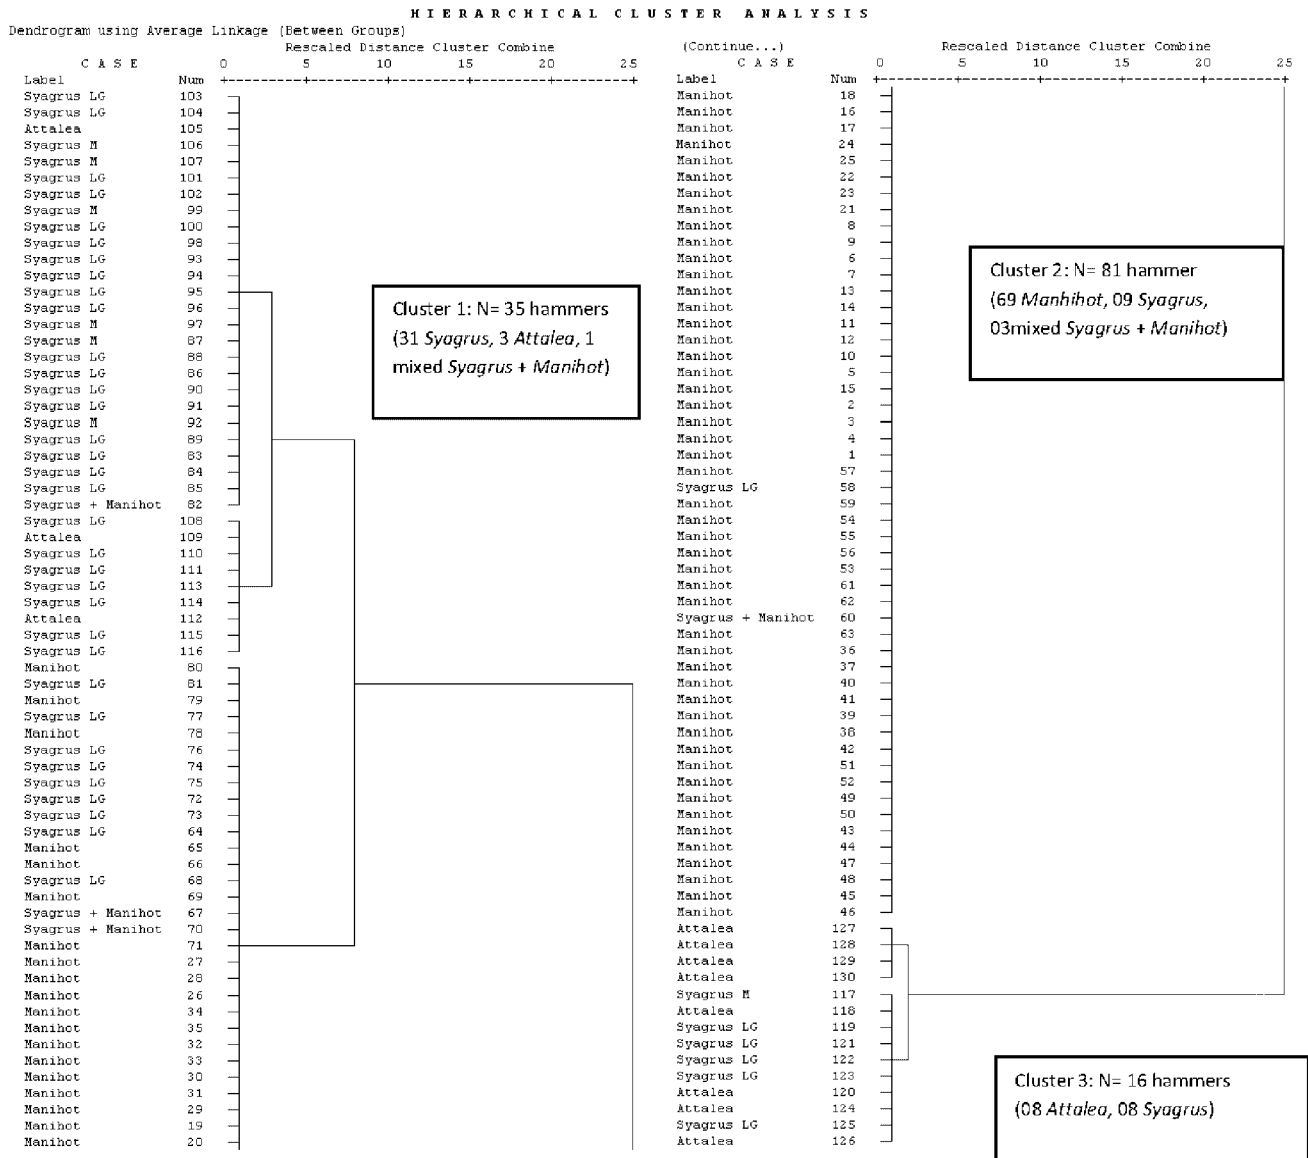 HIERARCHICAL CLUSTER ANALYSIS
Dendrogram using Average Linkage (Between Groups)
Rescaled Distance Cluster Combine
C A S E 0 5 10 15 20 25
Label Num
Syagrus LG 103
Syagrus LG 104
Attalea 105
Syagrus M 106
Syagrus M 107
Syagrus LG 101
Syagrus LG 102
Syagrus M 99
Syagrus LG 100
Syagrus LG 98
Syagrus LG 93
Syagrus LG 94
Syagrus LG 95
Syagrus LG 96
Syagrus M 97
Syagrus M 87
Syagrus LG 88
Syagrus LG 86
Syagrus LG 90
Syagrus LG 91
Syagrus M 92
Syagrus LG 89
Syagrus LG 83
Syagrus LG 84
Syagrus LG 85
Syagrus + Manihot 82
Syagrus LG 108
Attalea 109
Syagrus LG 110
Syagrus LG 111
Syagrus LG 113
Syagrus LG 114
Attalea 112
Syagrus LG 115
Syagrus LG 116
Manihot 80
Syagrus LG 81
Manihot 79
Syagrus LG 77
Manihot 78
Syagrus LG 76
Syagrus LG 74
Syagrus LG 75
Syagrus LG 72
Syagrus LG 73
Syagrus LG 64
Manihot 65
Manihot 66
Syagrus LG 68
Manihot 69
Syagrus + Manihot 67
Syagrus + Manihot 70
Manihot 71
Manihot 27
Manihot 28
Manihot 26
Manihot 34
Manihot 35
Manihot 32
Manihot 33
Manihot 30
Manihot 31
Manihot 29
Manihot 19
Manihot 20
Cluster 1: N= 35 hammers
(31 Syagrus, 3 Attalea, 1
mixed Syagrus + Manihot)
(Continue...) Rescaled Distance Cluster Combine
C A S E 0 5 10 15 20 25
Label Num
Manihot 18
Manihot 16
Manihot 17
Manihot 24
Manihot 25
Manihot 22
Manihot 23
Manihot 21
Manihot 8
Manihot 9
Manihot 6
Manihot 7
Manihot 13
Manihot 14
Manihot 11
Manihot 12
Manihot 10
Manihot 5
Manihot 15
Manihot 2
Manihot 3
Manihot 4
Manihot 1
Manihot 57
Syagrus LG 58
Manihot 59
Manihot 54
Manihot 55
Manihot 56
Manihot 53
Manihot 61
Manihot 62
Syagrus + Manihot 60
Manihot 63
Manihot 36
Manihot 37
Manihot 40
Manihot 41
Manihot 39
Manihot 38
Manihot 42
Manihot 51
Manihot 52
Manihot 49
Manihot 50
Manihot 43
Manihot 44
Manihot 47
Manihot 48
Manihot 45
Manihot 46
Attalea 127
Attalea 128
Attalea 129
Attalea 130
Syagrus M 117
Attalea 118
Syagrus LG 119
Syagrus LG 121
Syagrus LG 122
Syagrus LG 123
Attalea 120
Attalea 124
Syagrus LG 125
Attalea 126
Cluster 2: N= 81 hammer
(69 Manhihot, 09 Syagrus,
03mixed Syagrus + Manihot)
Cluster 3: N= 16 hammers
(08 Attalea, 08 Syagrus)